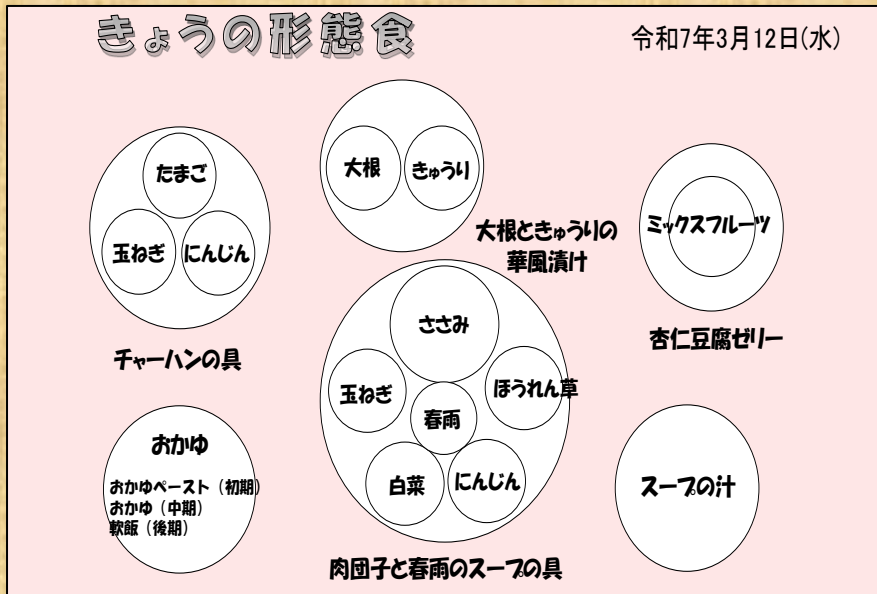 きょうの形態食
令和7年3月12日(水)
たまご
玉ねぎ
にんじん
チャーハンの具
大根
きゅうり
大根ときゅうりの
華風漬け
ミックスフルーツ
杏仁豆腐ゼリー
おかゆ
おかゆペースト（初期）
おかゆ（中期）
軟飯（後期）
ささみ
玉ねぎ
ほうれん草
春雨
白菜
にんじん
肉団子と春雨のスープの具
スープの汁